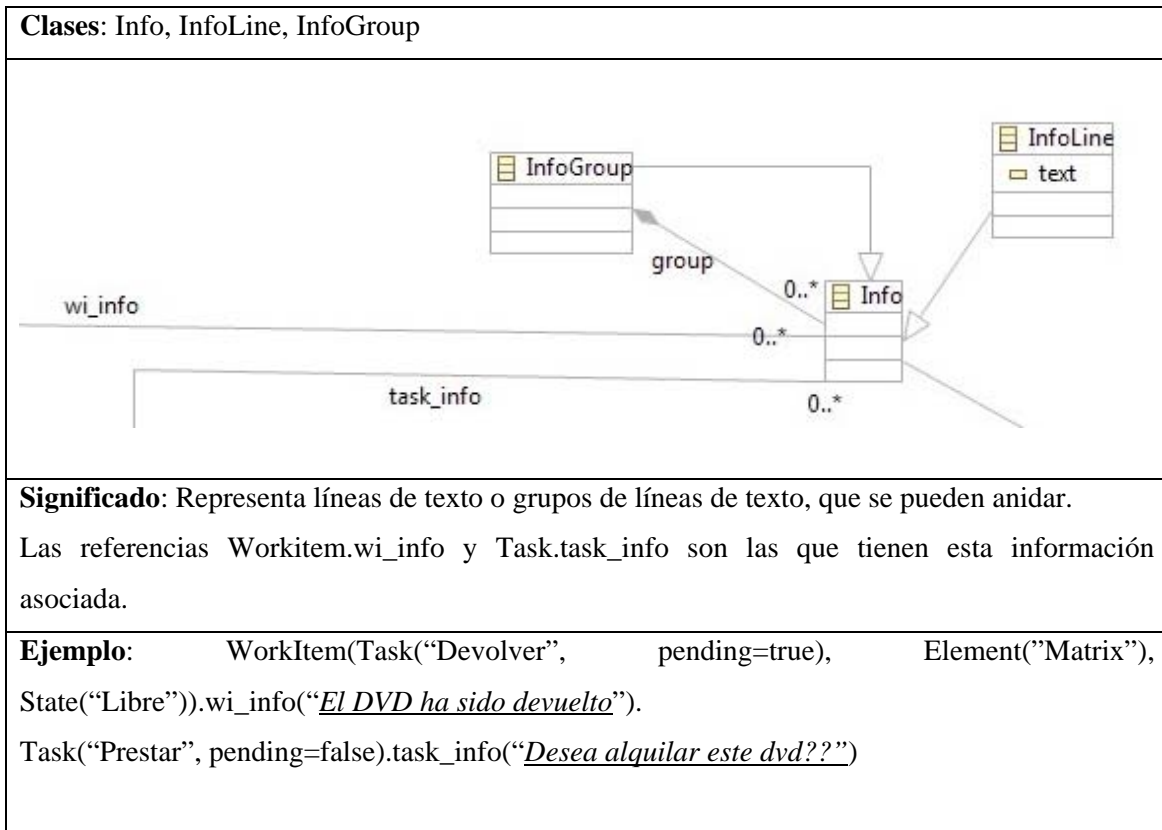 Clases: Info, InfoLine, InfoGroup
InfoLine
text
InfoGroup
group
0..*
Info
wi_info
0..*
task_info
0..*
Significado: Representa líneas de texto o grupos de líneas de texto, que se pueden anidar.
Las referencias Workitem.wi_info y Task.task_info son las que tienen esta información
asociada.
Ejemplo: WorkItem(Task(“Devolver”, pending=true), Element(”Matrix”),
State(“Libre”)).wi_info(“El DVD ha sido devuelto”).
Task(“Prestar”, pending=false).task_info(“Desea alquilar este dvd??”)